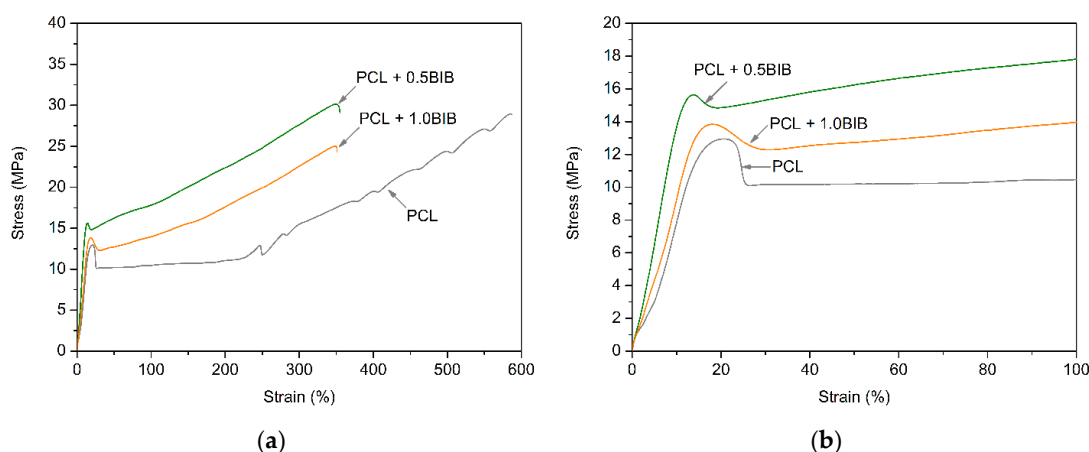 40
35
30
25
20
15
10
5
0
Stress (MPa)
PCL + 0.5BIB
PCL + 1.0BIB
PCL
0 100 200 300 400 500 600
Strain (%)
(a)
20
18
16
14
12
10
8
6
4
2
0
Stress (MPa)
PCL + 0.5BIB
PCL + 1.0BIB
PCL
0 20 40 60 80 100
Strain (%)
(b)